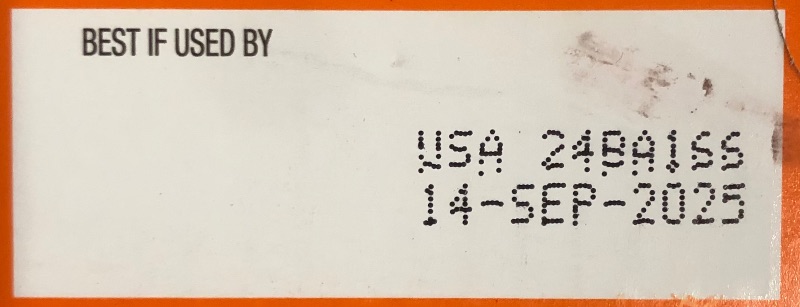 BEST IF USED BY
USA 24BA1SS
14-SEP-2025